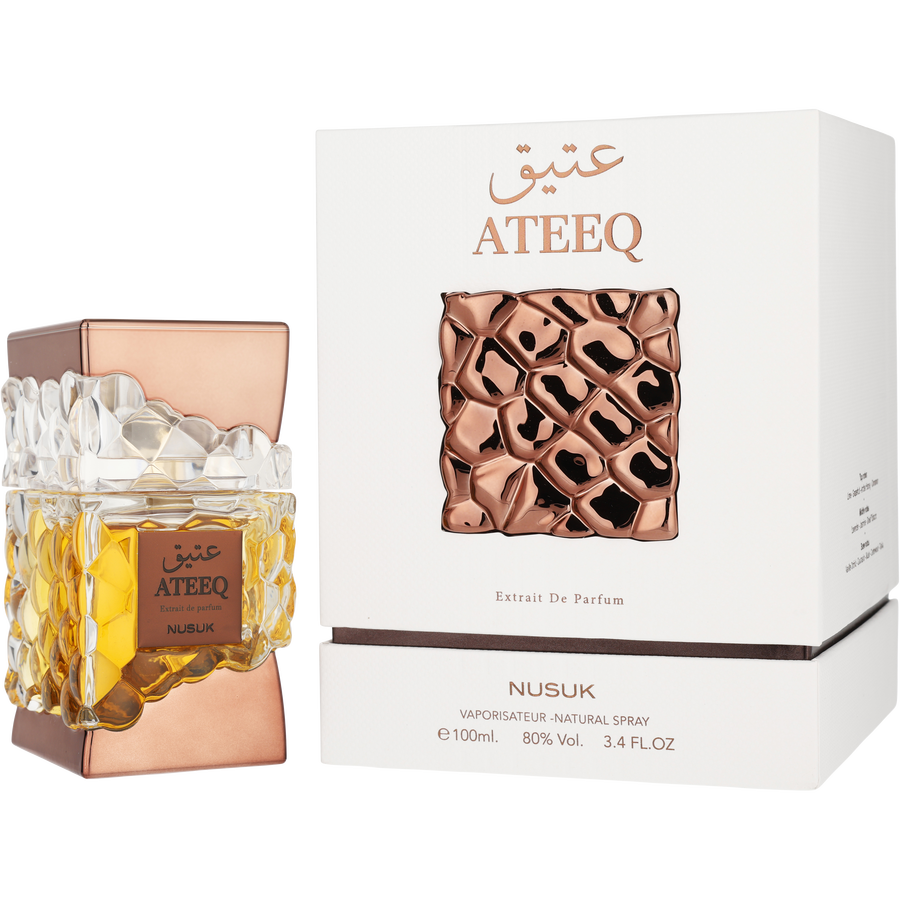 عتيق
ATEEQ
Extrait de parfum
NUSUK
عتيق
ATEEQ
Extrait De Parfum
NUSUK
VAPORISATEUR -NATURAL SPRAY
℮100ml. 80% Vol. 3.4 FL.OZ